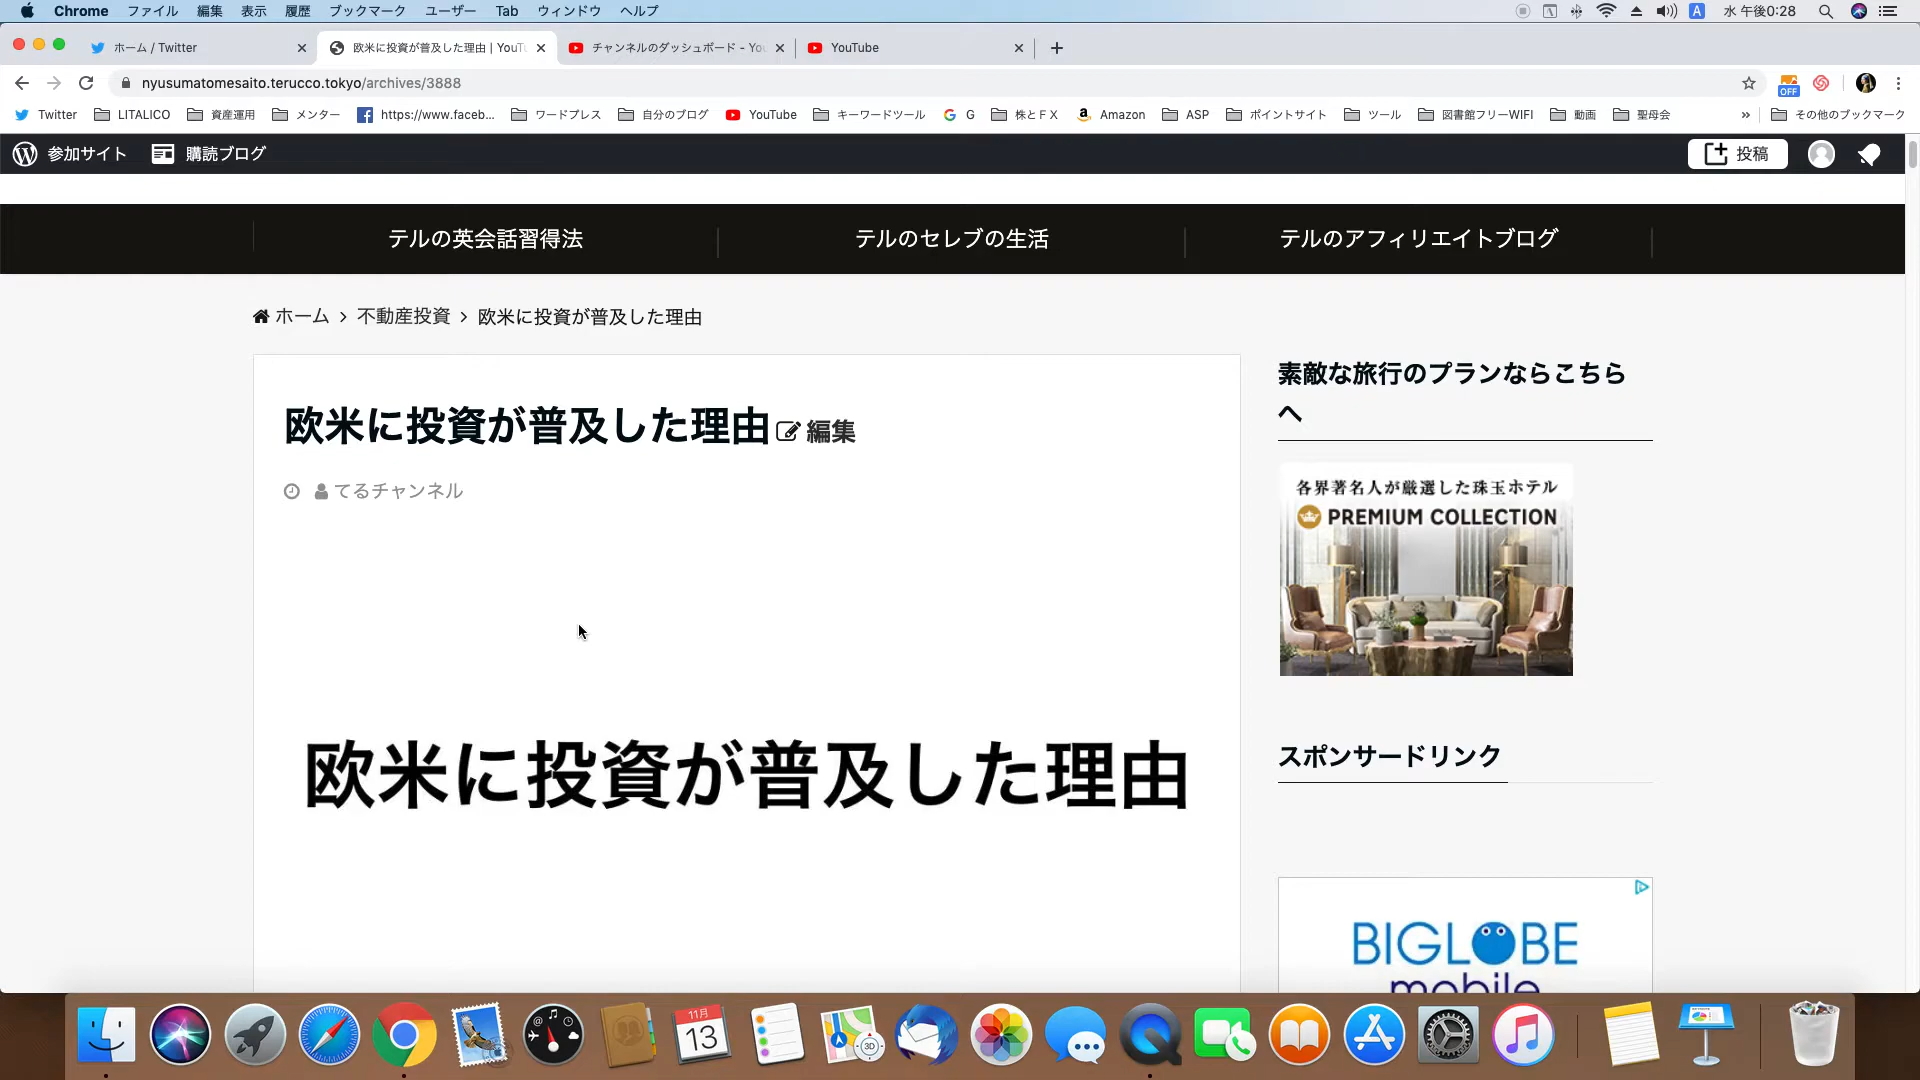 Chrome ファイル 編集 表示 履歴 ブックマーク ユーザー Tab ウィンドウ ヘルプ
A 水 午後0:28
ホーム / Twitter
欧米に投資が普及した理由 | YouTu
チャンネルのダッシュボード - You
YouTube
nyusumatomesaito.terucco.tokyo/archives/3888
OFF
Twitter LITALICO 資産運用 メンター https://www.faceb... ワードプレス 自分のブログ YouTube キーワードツール G 株とFX Amazon ASP ポイントサイト ツール 図書館フリーWIFI 動画 聖母会 » その他のブックマーク
参加サイト 購読ブログ 投稿
テルの英会話習得法 テルのセレブの生活 テルのアフィリエイトブログ
ホーム > 不動産投資 > 欧米に投資が普及した理由
欧米に投資が普及した理由 編集
てるチャンネル
欧米に投資が普及した理由
素敵な旅行のプランならこちら
へ
各界著名人が厳選した珠玉ホテル
PREMIUM COLLECTION
スポンサードリンク
BIGLOBE
mobile
11月
13
3D